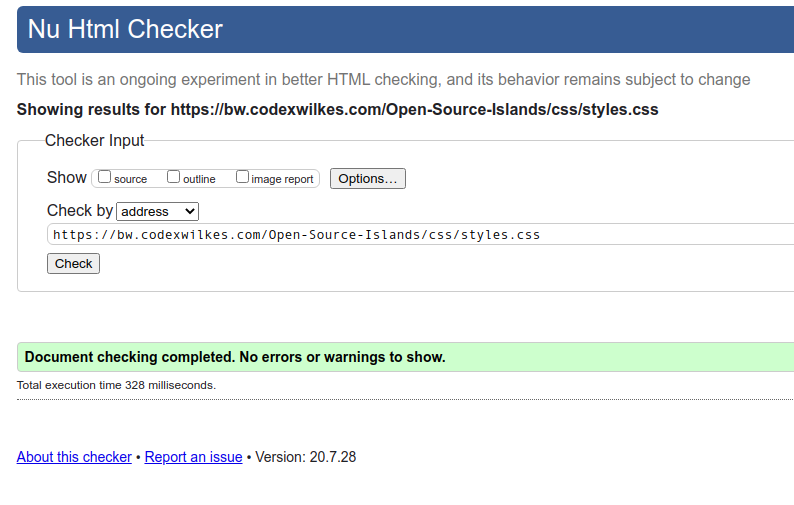 Nu Html Checker
This tool is an ongoing experiment in better HTML checking, and its behavior remains subject to change
Showing results for https://bw.codexwilkes.com/Open-Source-Islands/css/styles.css
Checker Input
Show source outline image report Options…
Check by address
https://bw.codexwilkes.com/Open-Source-Islands/css/styles.css
Check
Document checking completed. No errors or warnings to show.
Total execution time 328 milliseconds.
About this checker • Report an issue • Version: 20.7.28